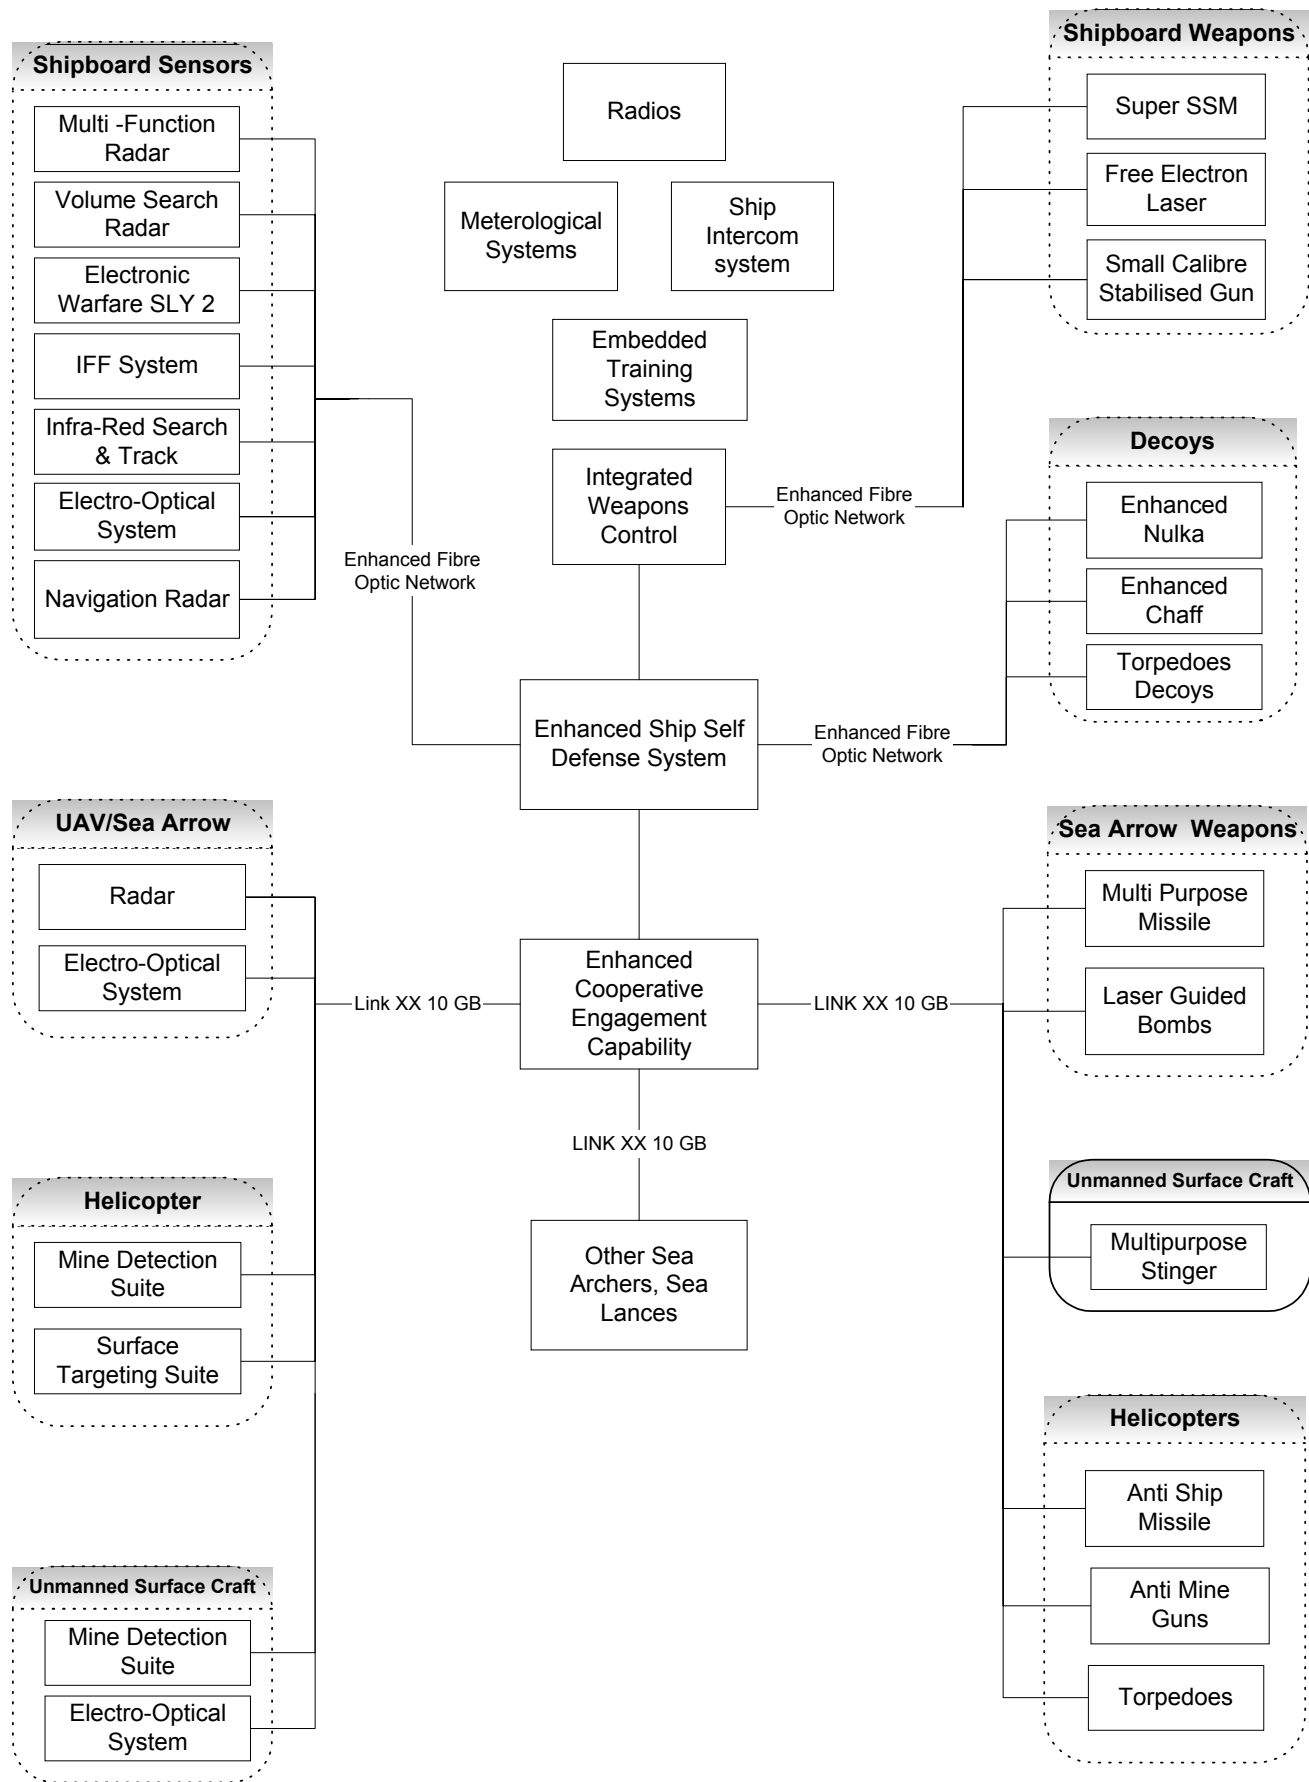 Shipboard Sensors
Multi -Function
Radar
Volume Search
Radar
Electronic
Warfare SLY 2
IFF System
Infra-Red Search
& Track
Electro-Optical
System
Navigation Radar
Enhanced Fibre
Optic Network
UAV/Sea Arrow
Radar
Electro-Optical
System
Link XX 10 GB
Helicopter
Mine Detection
Suite
Surface
Targeting Suite
Unmanned Surface Craft
Mine Detection
Suite
Electro-Optical
System
Radios
Meterological
Systems
Ship
Intercom
system
Embedded
Training
Systems
Integrated
Weapons
Control
Enhanced Ship Self
Defense System
Enhanced
Cooperative
Engagement
Capability
LINK XX 10 GB
Other Sea
Archers, Sea
Lances
Enhanced Fibre
Optic Network
Enhanced Fibre
Optic Network
LINK XX 10 GB
Shipboard Weapons
Super SSM
Free Electron
Laser
Small Calibre
Stabilised Gun
Decoys
Enhanced
Nulka
Enhanced
Chaff
Torpedoes
Decoys
Sea Arrow Weapons
Multi Purpose
Missile
Laser Guided
Bombs
Unmanned Surface Craft
Multipurpose
Stinger
Helicopters
Anti Ship
Missile
Anti Mine
Guns
Torpedoes